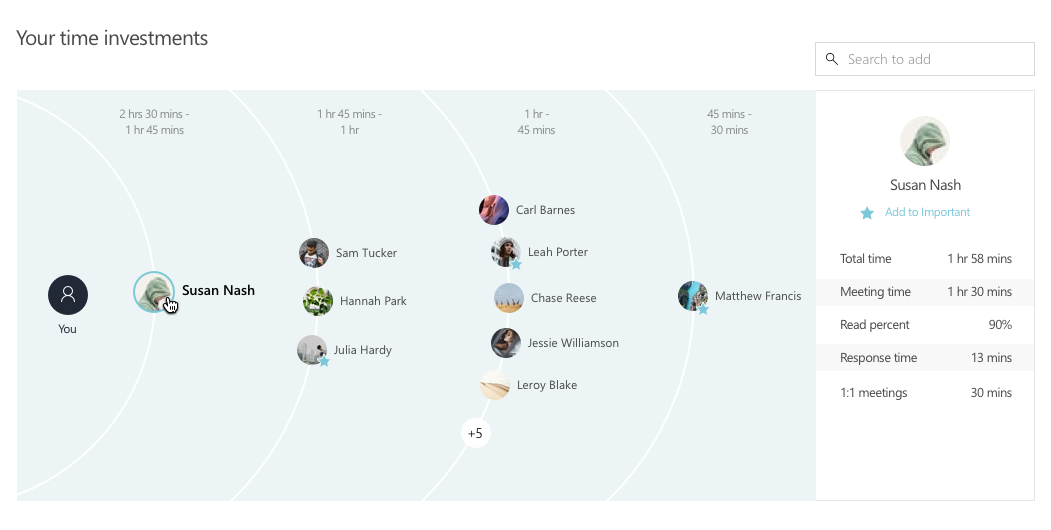 Your time investments
Search to add
2 hrs 30 mins -
1 hr 45 mins
1 hr 45 mins -
1 hr
1 hr -
45 mins
45 mins -
30 mins
You
Susan Nash
Sam Tucker
Hannah Park
Julia Hardy
Carl Barnes
Leah Porter
Chase Reese
Jessie Williamson
Leroy Blake
+5
Matthew Francis
Susan Nash
Add to Important
Total time 1 hr 58 mins
Meeting time 1 hr 30 mins
Read percent 90%
Response time 13 mins
1:1 meetings 30 mins